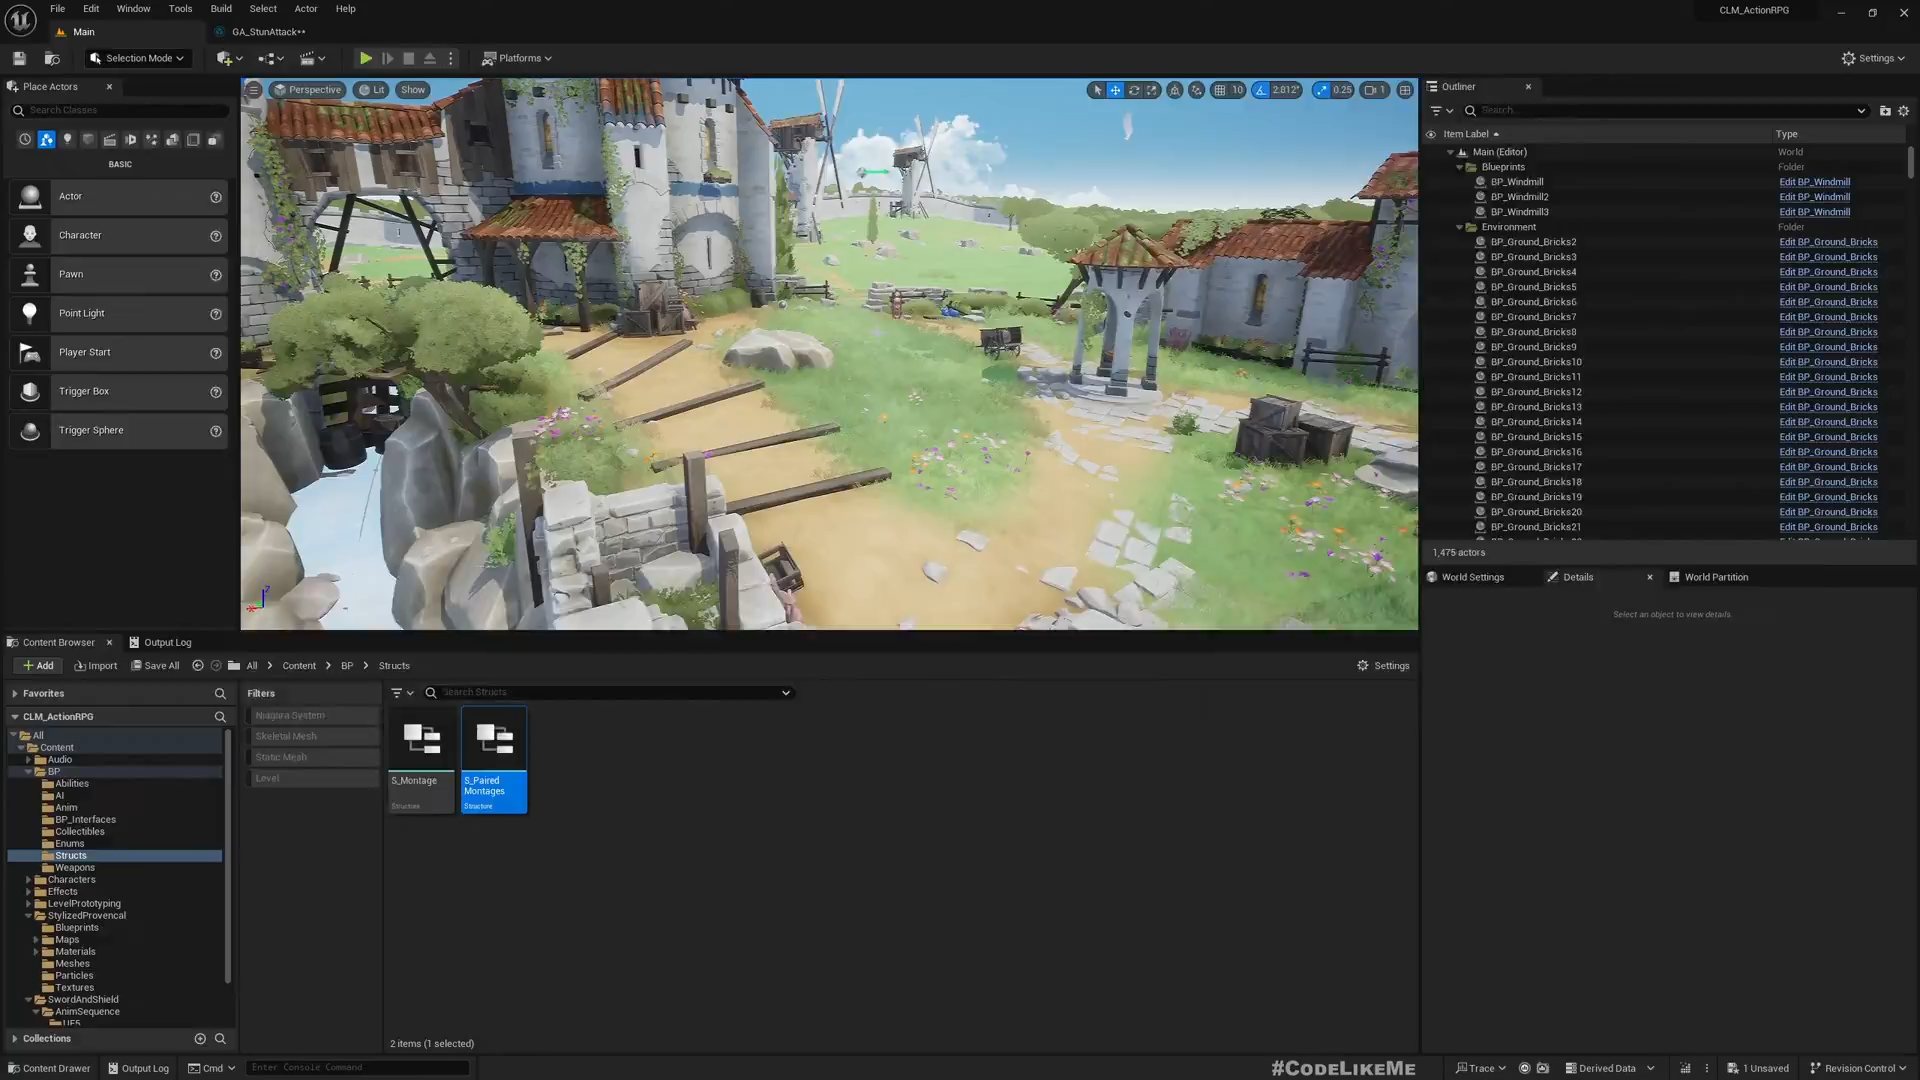 File Edit Window Tools Build Select Actor Help
CLM_ActionRPG
Main
GA_StunAttack**
Selection Mode
Platforms
Settings
Place Actors
Search Classes
BASIC
Actor
Character
Pawn
Point Light
Player Start
Trigger Box
Trigger Sphere
Perspective
Lit
Show
10
2.812°
0.25
1
Outliner
Search...
Item Label
Type
Main (Editor) World
Blueprints Folder
BP_Windmill Edit BP_Windmill
BP_Windmill2 Edit BP_Windmill
BP_Windmill3 Edit BP_Windmill
Environment Folder
BP_Ground_Bricks2 Edit BP_Ground_Bricks
BP_Ground_Bricks3 Edit BP_Ground_Bricks
BP_Ground_Bricks4 Edit BP_Ground_Bricks
BP_Ground_Bricks5 Edit BP_Ground_Bricks
BP_Ground_Bricks6 Edit BP_Ground_Bricks
BP_Ground_Bricks7 Edit BP_Ground_Bricks
BP_Ground_Bricks8 Edit BP_Ground_Bricks
BP_Ground_Bricks9 Edit BP_Ground_Bricks
BP_Ground_Bricks10 Edit BP_Ground_Bricks
BP_Ground_Bricks11 Edit BP_Ground_Bricks
BP_Ground_Bricks12 Edit BP_Ground_Bricks
BP_Ground_Bricks13 Edit BP_Ground_Bricks
BP_Ground_Bricks14 Edit BP_Ground_Bricks
BP_Ground_Bricks15 Edit BP_Ground_Bricks
BP_Ground_Bricks16 Edit BP_Ground_Bricks
BP_Ground_Bricks17 Edit BP_Ground_Bricks
BP_Ground_Bricks18 Edit BP_Ground_Bricks
BP_Ground_Bricks19 Edit BP_Ground_Bricks
BP_Ground_Bricks20 Edit BP_Ground_Bricks
BP_Ground_Bricks21 Edit BP_Ground_Bricks
1,475 actors
World Settings
Details
World Partition
Select an object to view details.
Content Browser
Output Log
Add
Import
Save All
All > Content > BP > Structs
Settings
Favorites
CLM_ActionRPG
All
Content
Audio
BP
Abilities
AI
Anim
BP_Interfaces
Collectibles
Enums
Structs
Weapons
Characters
Effects
LevelPrototyping
StylizedProvencal
Blueprints
Maps
Materials
Meshes
Particles
Textures
SwordAndShield
AnimSequence
UE5
Collections
Filters
Niagara System
Skeletal Mesh
Static Mesh
Level
Search Structs
S_Montage
Structure
S_Paired
Montages
Structure
2 items (1 selected)
Content Drawer
Output Log
Cmd
Enter Console Command
#CODELIKEME
Trace
Derived Data
1 Unsaved
Revision Control